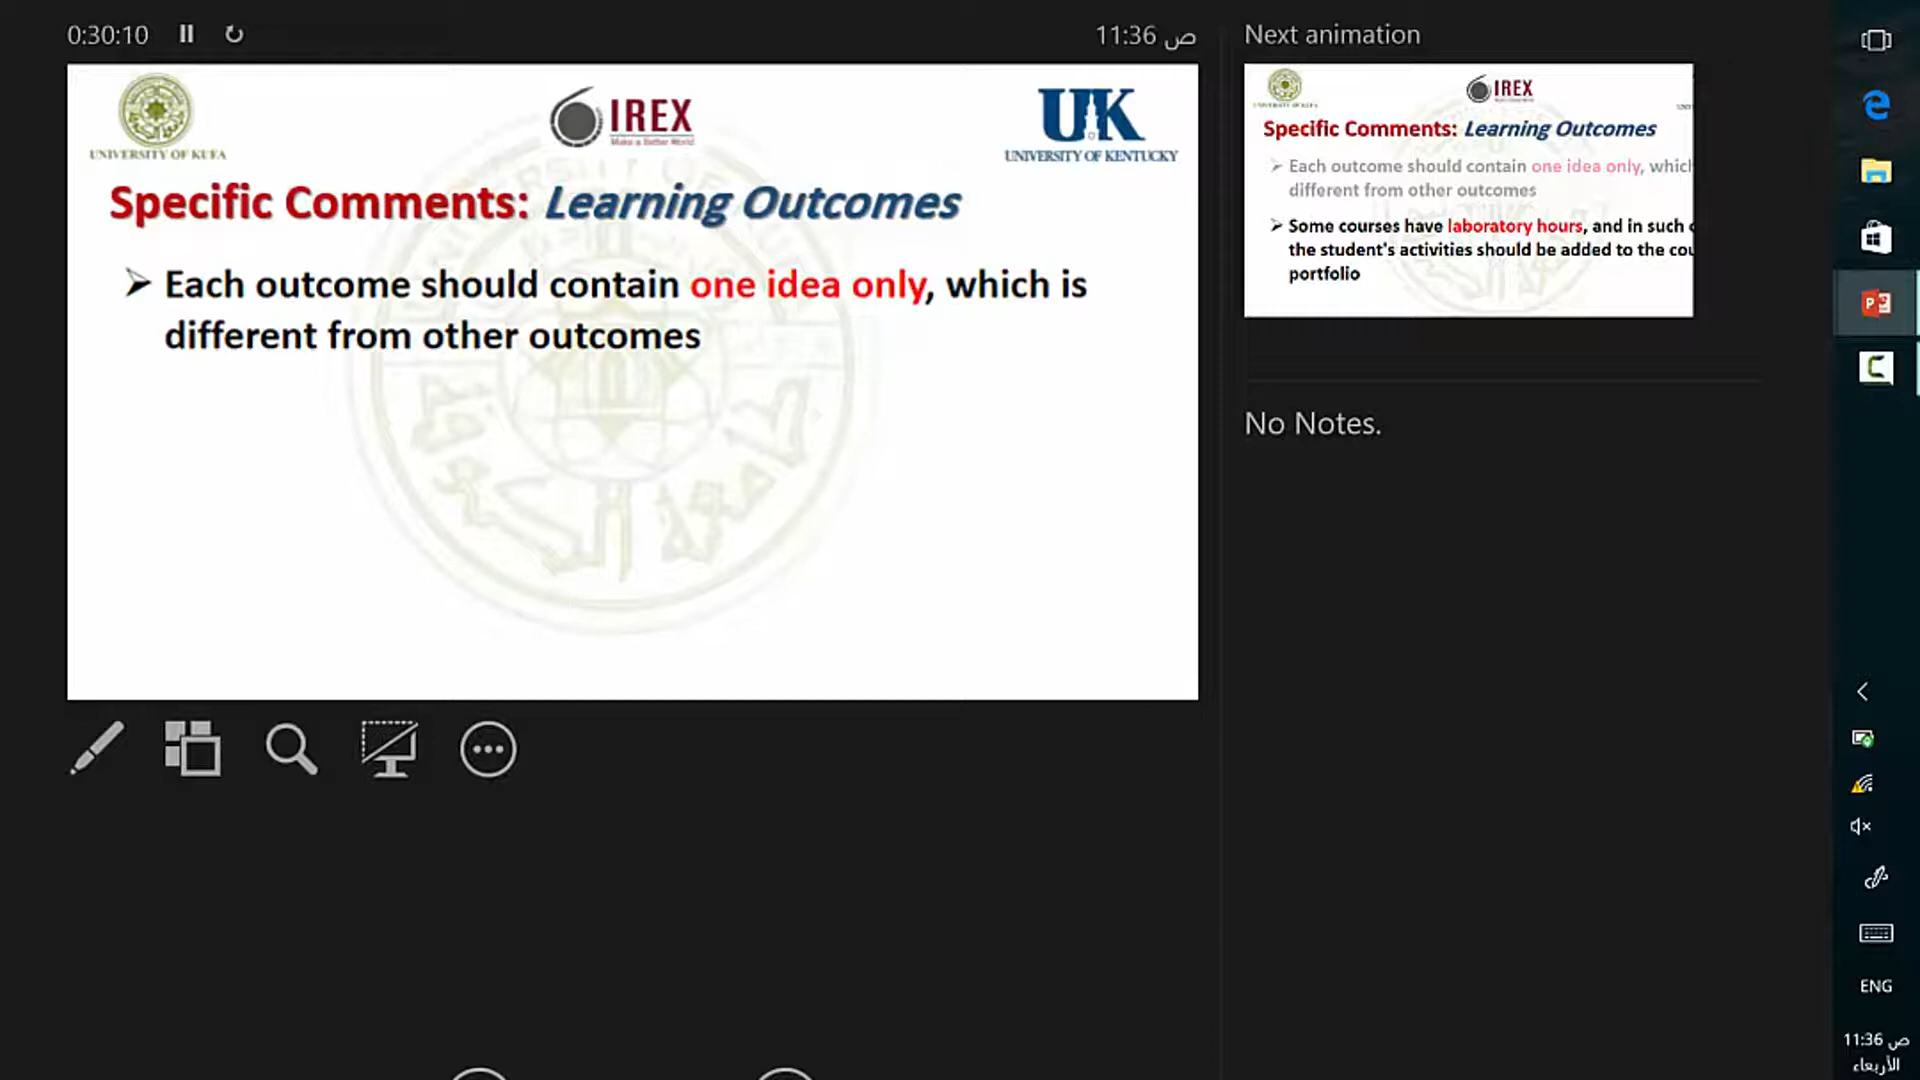 0:30:10
11:36 ص
Next animation
UNIVERSITY OF KUFA
IREX
Make a Better World
UK
UNIVERSITY OF KENTUCKY
Specific Comments: Learning Outcomes
➢ Each outcome should contain one idea only, which is
different from other outcomes
IREX
Specific Comments: Learning Outcomes
➢ Each outcome should contain one idea only, which
different from other outcomes
➢ Some courses have laboratory hours, and in such
the student's activities should be added to the cou
portfolio
No Notes.
ENG
11:36 ص
الأربعاء